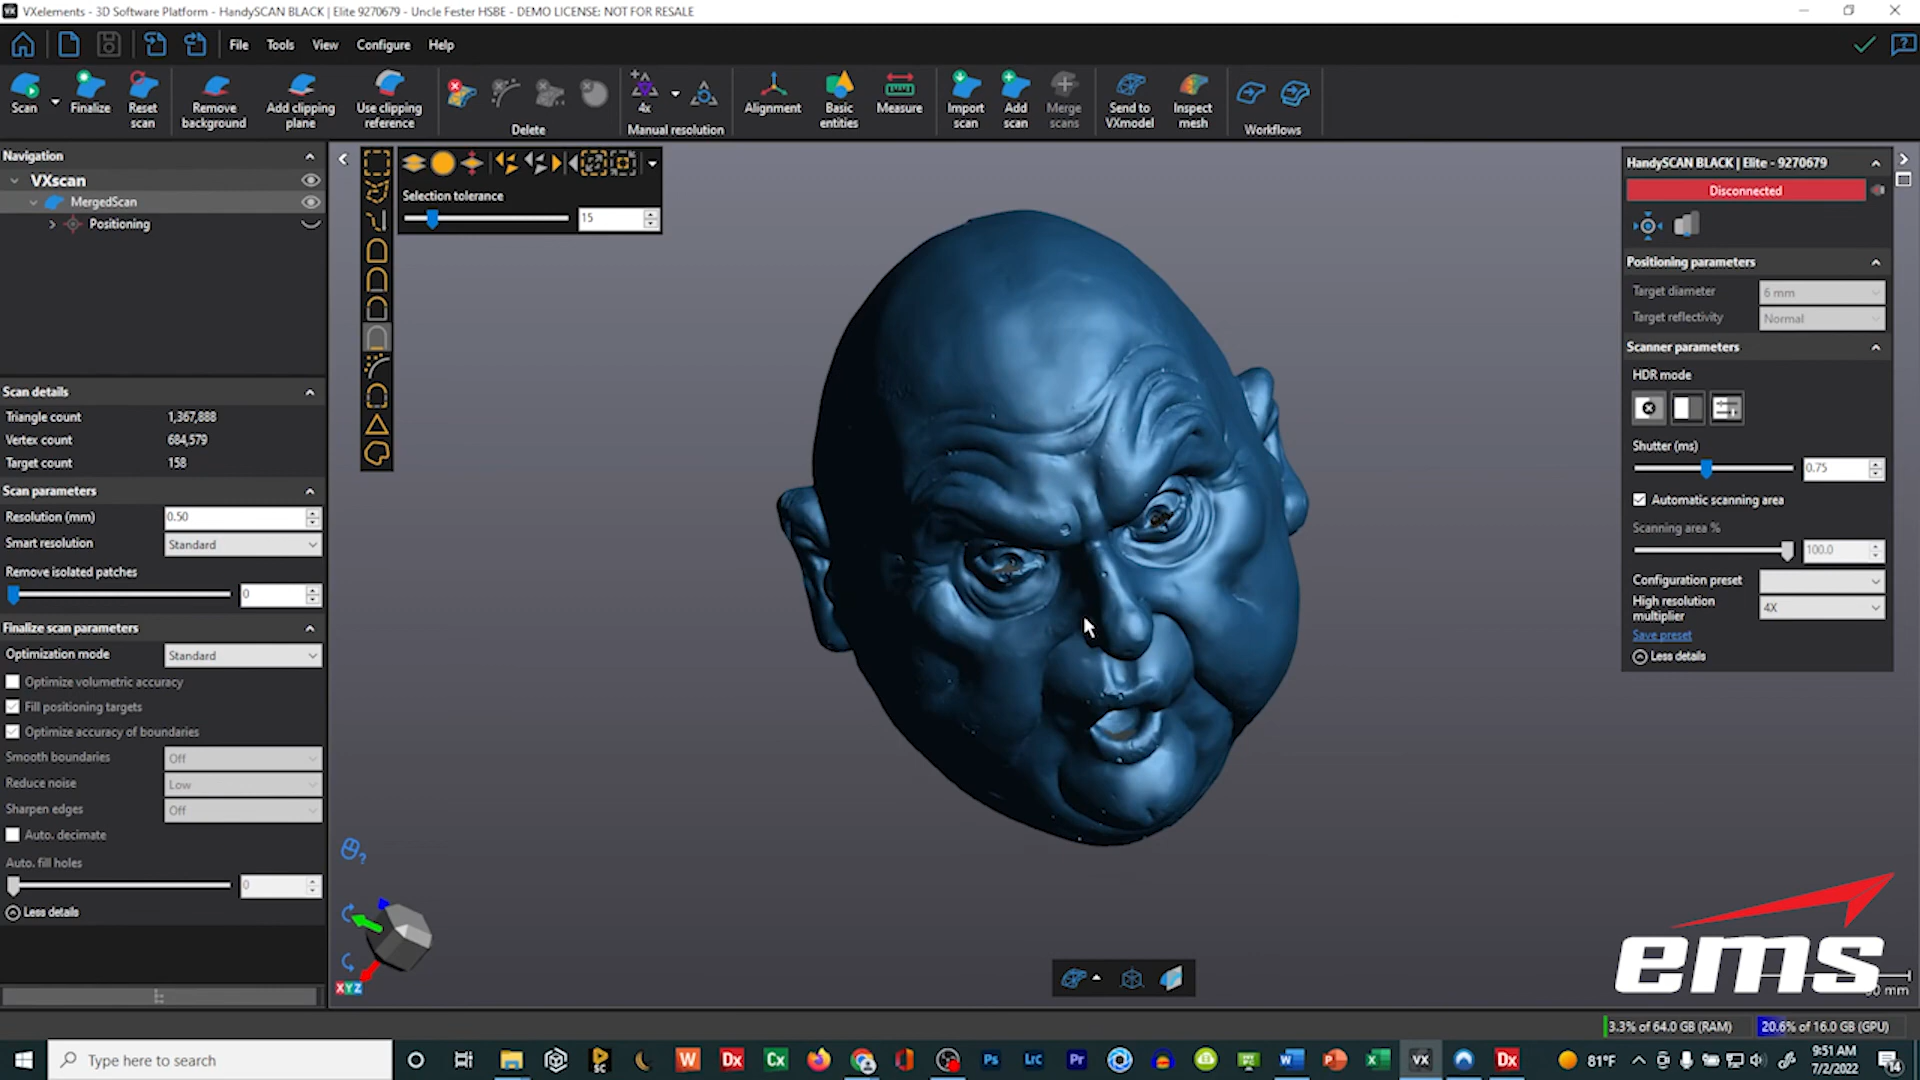 VXelements - 3D Software Platform - HandySCAN BLACK | Elite 9270679 - Uncle Fester HSBE - DEMO LICENSE: NOT FOR RESALE
File Tools View Configure Help
Scan
Finalize
Reset scan
Remove background
Add clipping plane
Use clipping reference
Delete
4x
Manual resolution
Alignment
Basic entities
Measure
Import scan
Add scan
Merge scans
Send to VXmodel
Inspect mesh
Workflows
Navigation
VXscan
MergedScan
Positioning
Selection tolerance
15
Scan details
Triangle count 1,367,888
Vertex count 684,579
Target count 158
Scan parameters
Resolution (mm) 0.50
Smart resolution Standard
Remove isolated patches
0
Finalize scan parameters
Optimization mode Standard
Optimize volumetric accuracy
Fill positioning targets
Optimize accuracy of boundaries
Smooth boundaries Off
Reduce noise Low
Sharpen edges Off
Auto. decimate
Auto. fill holes
0
Less details
XYZ
HandySCAN BLACK | Elite - 9270679
Disconnected
Positioning parameters
Target diameter 6 mm
Target reflectivity Normal
Scanner parameters
HDR mode
Shutter (ms)
0.75
Automatic scanning area
Scanning area %
100.0
Configuration preset
High resolution multiplier 4X
Save preset
Less details
ems
mm
3.3% of 64.0 GB (RAM) 20.6% of 16.0 GB (GPU)
Type here to search
W Dx Cx Ps Lrc Pr VX Dx
81°F
9:51 AM
7/2/2022
14